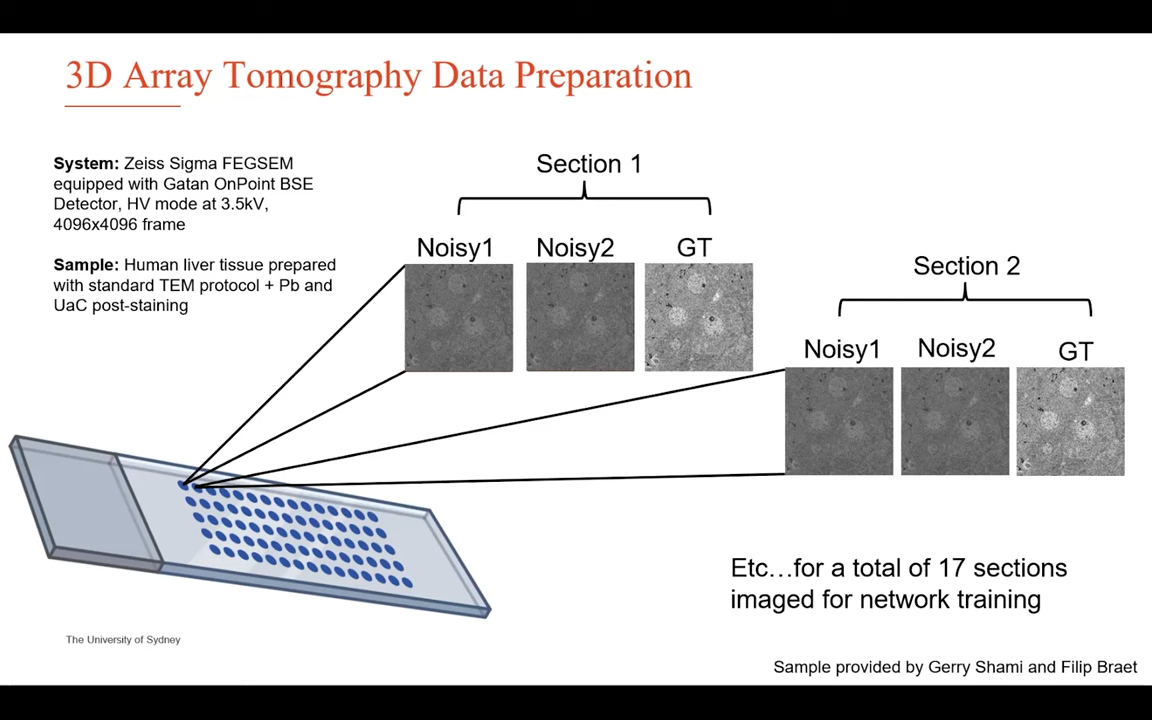 3D Array Tomography Data Preparation
System: Zeiss Sigma FEGSEM
equipped with Gatan OnPoint BSE
Detector, HV mode at 3.5kV,
4096x4096 frame
Sample: Human liver tissue prepared
with standard TEM protocol + Pb and
UaC post-staining
Section 1
Noisy1 Noisy2 GT
Section 2
Noisy1 Noisy2 GT
Etc…for a total of 17 sections
imaged for network training
The University of Sydney
Sample provided by Gerry Shami and Filip Braet